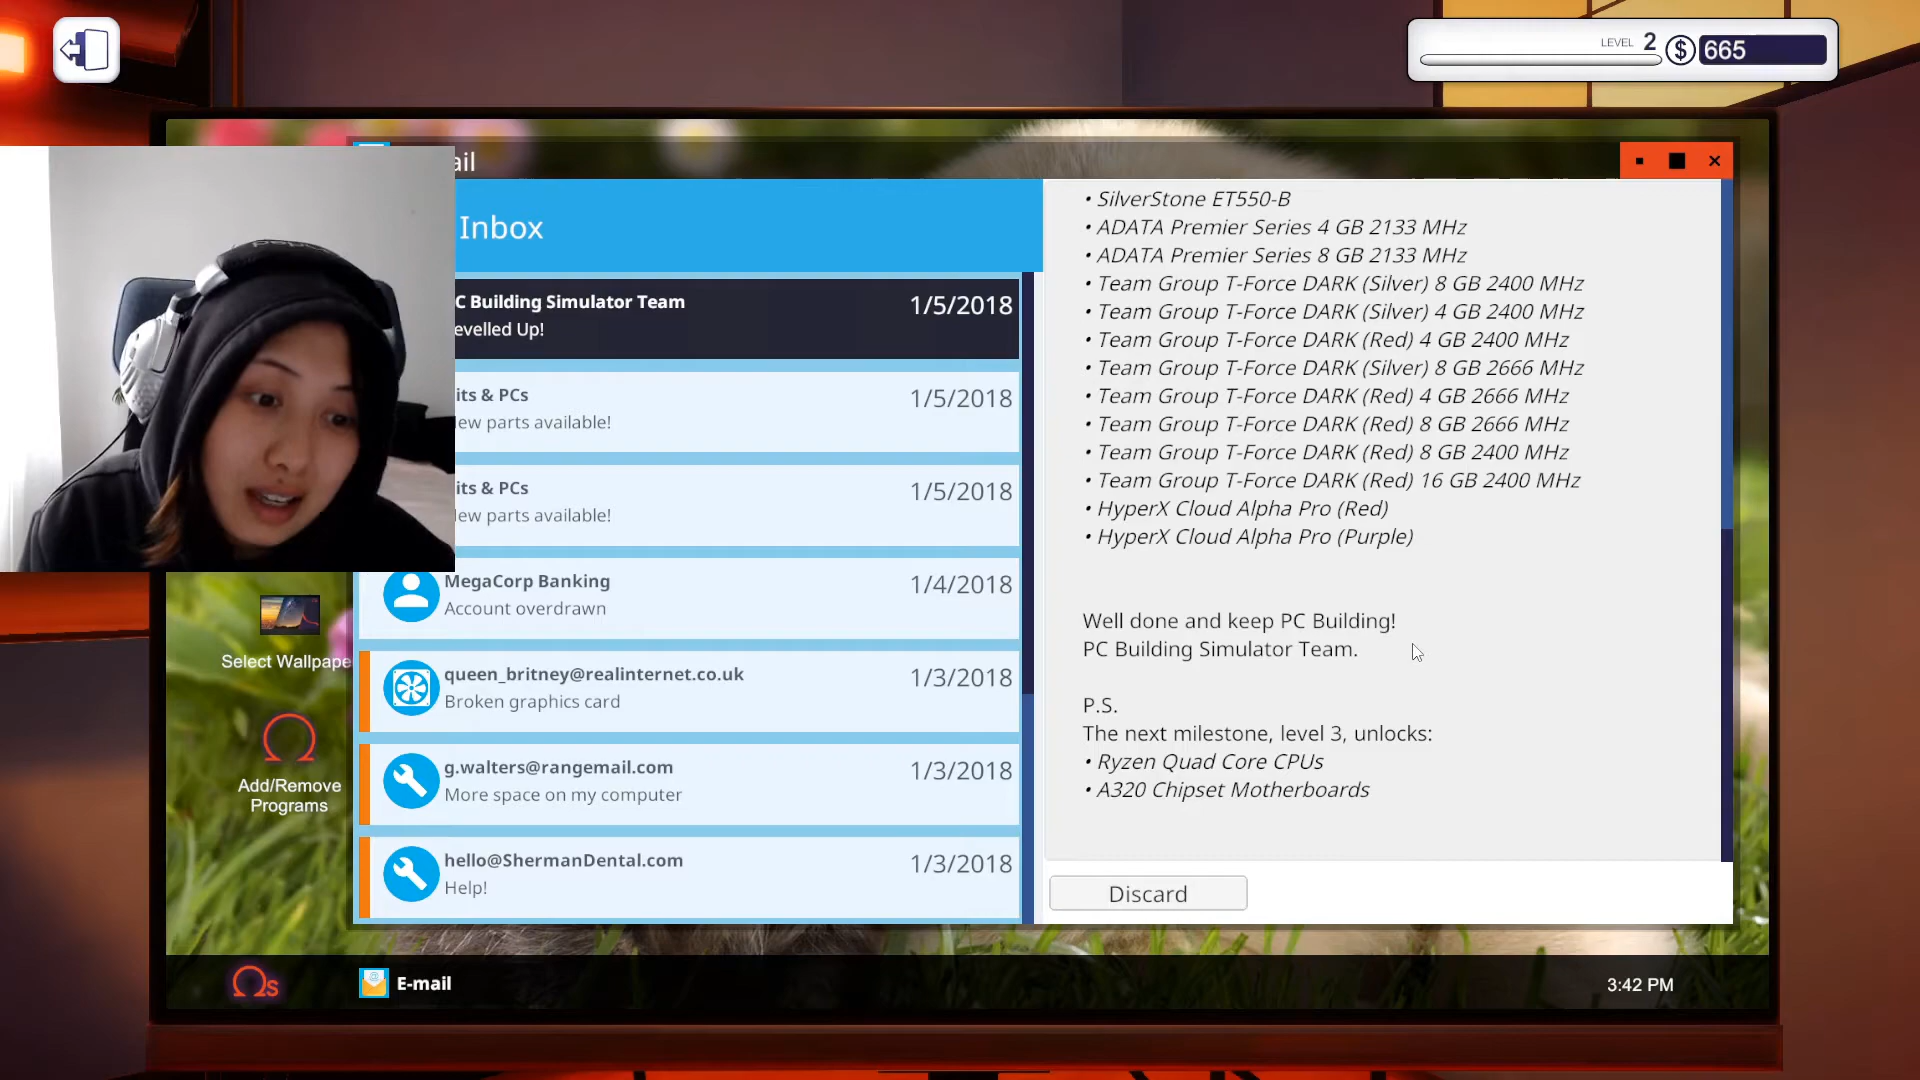 LEVEL 2
$ 665
ail
Inbox
C Building Simulator Team
1/5/2018
evelled Up!
its & PCs
1/5/2018
ew parts available!
its & PCs
1/5/2018
ew parts available!
MegaCorp Banking
1/4/2018
Account overdrawn
queen_britney@realinternet.co.uk
1/3/2018
Broken graphics card
g.walters@rangemail.com
1/3/2018
More space on my computer
hello@ShermanDental.com
1/3/2018
Help!
• SilverStone ET550-B
• ADATA Premier Series 4 GB 2133 MHz
• ADATA Premier Series 8 GB 2133 MHz
• Team Group T-Force DARK (Silver) 8 GB 2400 MHz
• Team Group T-Force DARK (Silver) 4 GB 2400 MHz
• Team Group T-Force DARK (Red) 4 GB 2400 MHz
• Team Group T-Force DARK (Silver) 8 GB 2666 MHz
• Team Group T-Force DARK (Red) 4 GB 2666 MHz
• Team Group T-Force DARK (Red) 8 GB 2666 MHz
• Team Group T-Force DARK (Red) 8 GB 2400 MHz
• Team Group T-Force DARK (Red) 16 GB 2400 MHz
• HyperX Cloud Alpha Pro (Red)
• HyperX Cloud Alpha Pro (Purple)
Well done and keep PC Building!
PC Building Simulator Team.
P.S.
The next milestone, level 3, unlocks:
• Ryzen Quad Core CPUs
• A320 Chipset Motherboards
Discard
Select Wallpape
Add/Remove
Programs
Ωs
E-mail
3:42 PM